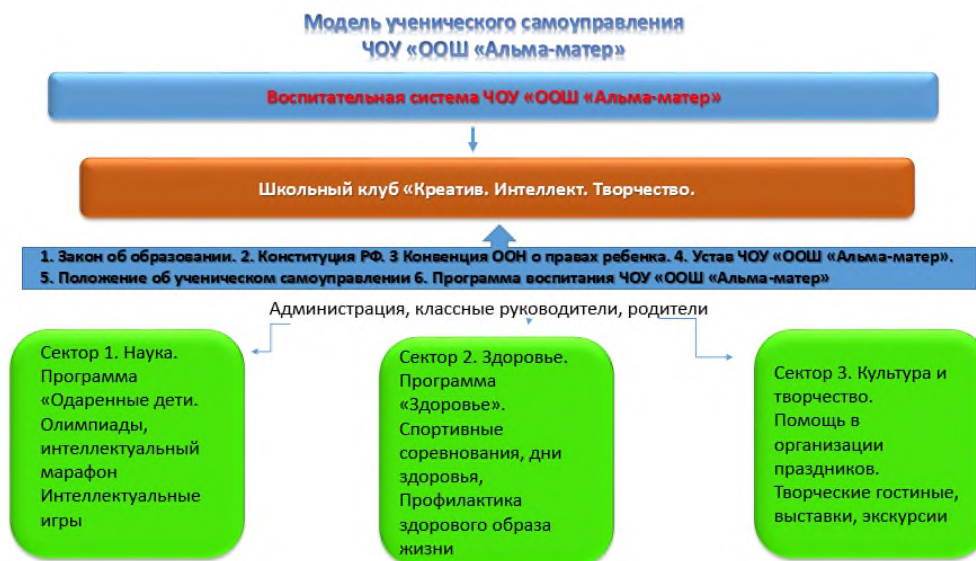 Модель ученического самоуправления
ЧОУ «ООШ «Альма-матер»
Воспитательная система ЧОУ «ООШ «Альма-матер»
Школьный клуб «Креатив. Интеллект. Творчество.
1. Закон об образовании. 2. Конституция РФ. 3 Конвенция ООН о правах ребенка. 4. Устав ЧОУ «ООШ «Альма-матер».
5. Положение об ученическом самоуправлении 6. Программа воспитания ЧОУ «ООШ «Альма-матер»
Администрация, классные руководители, родители
Сектор 1. Наука.
Программа
«Одаренные дети.
Олимпиады,
интеллектуальный
марафон
Интеллектуальные
игры
Сектор 2. Здоровье.
Программа
«Здоровье».
Спортивные
соревнования, дни
здоровья,
Профилактика
здорового образа
жизни
Сектор 3. Культура и
творчество.
Помощь в
организации
праздников.
Творческие гостиные,
выставки, экскурсии